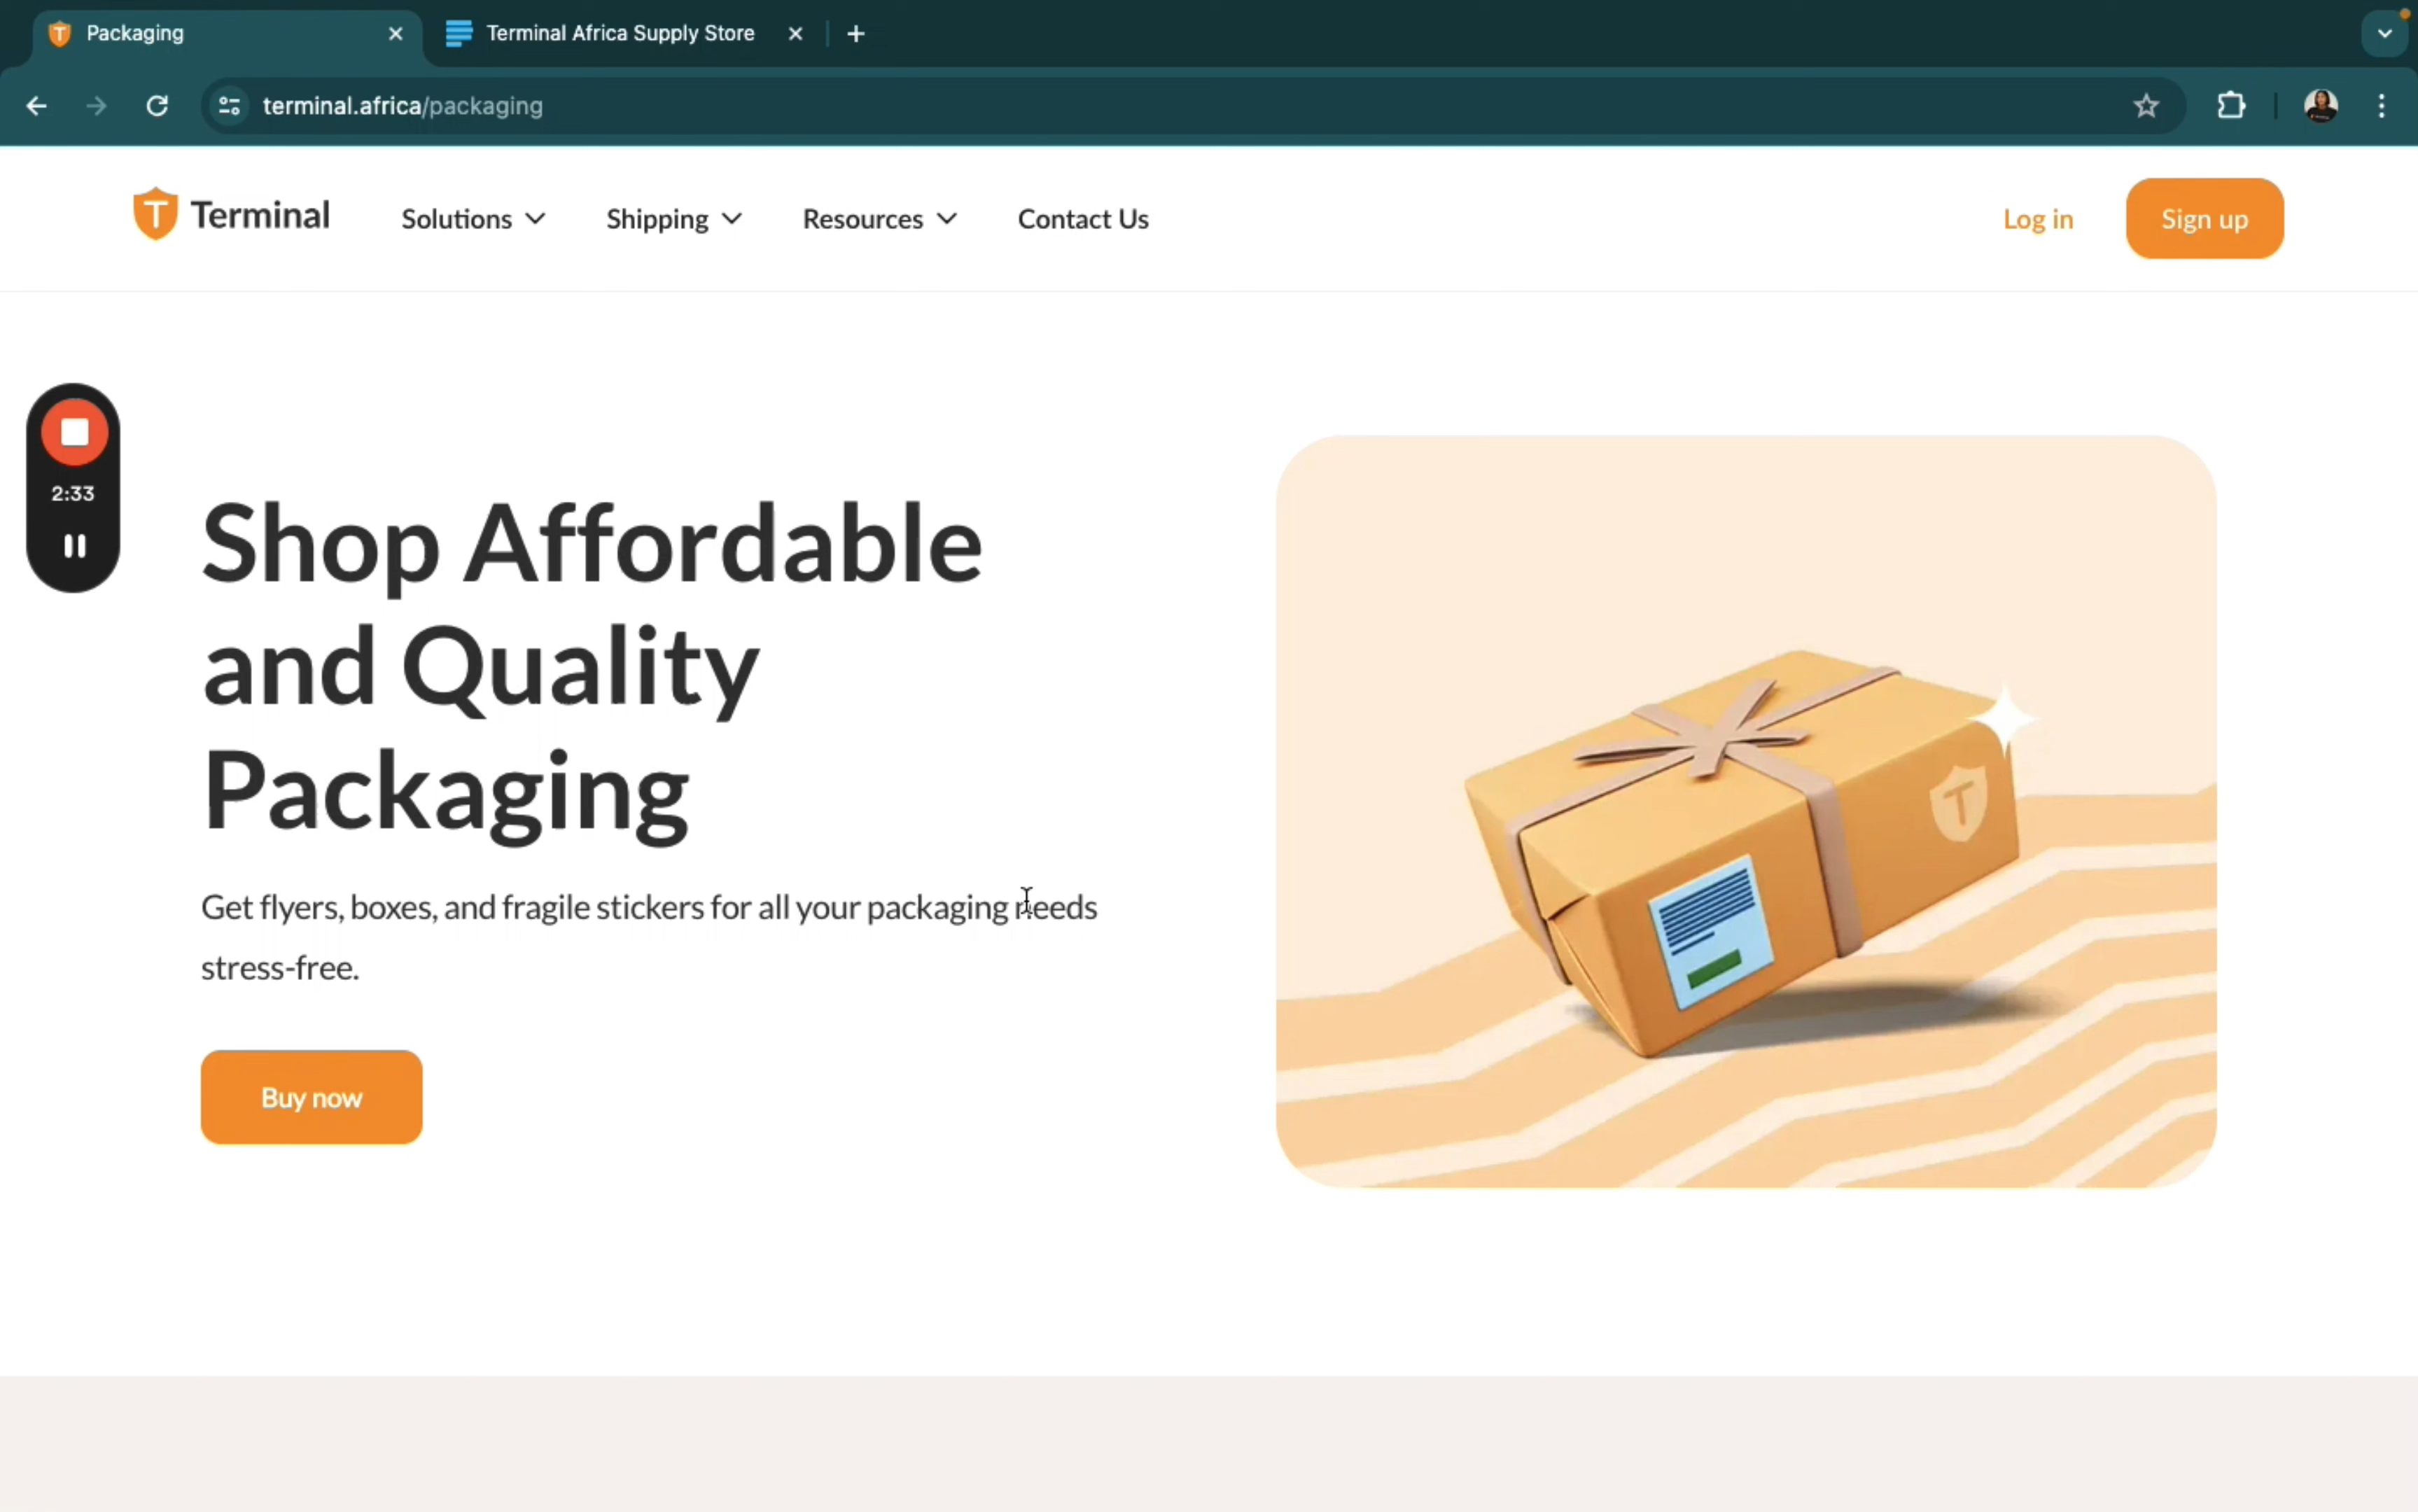 Packaging
Terminal Africa Supply Store
terminal.africa/packaging
Terminal
Solutions
Shipping
Resources
Contact Us
Log in
Sign up
2:33
Shop Affordable
and Quality
Packaging
Get flyers, boxes, and fragile stickers for all your packaging needs
stress-free.
Buy now
T